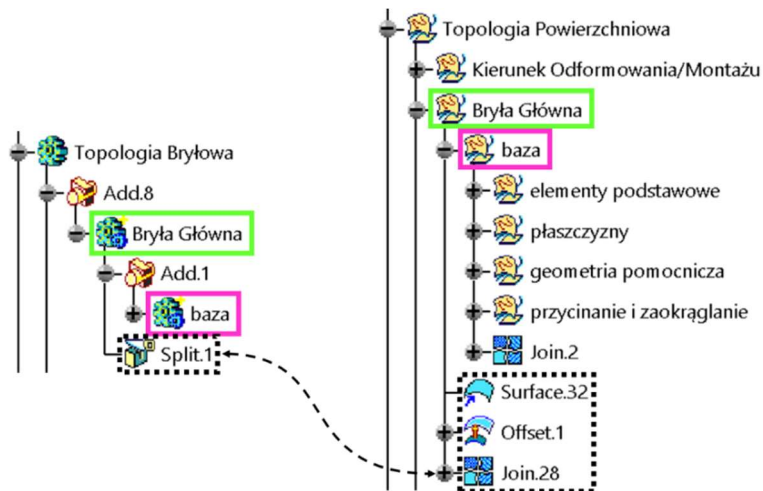 Topologia Bryłowa
Add.8
Bryła Główna
Add.1
baza
Split.1
Topologia Powierzchniowa
Kierunek Odformowania/Montażu
Bryła Główna
baza
elementy podstawowe
płaszczyzny
geometria pomocnicza
przycinanie i zaokrąglanie
Join.2
Surface.32
Offset.1
Join.28